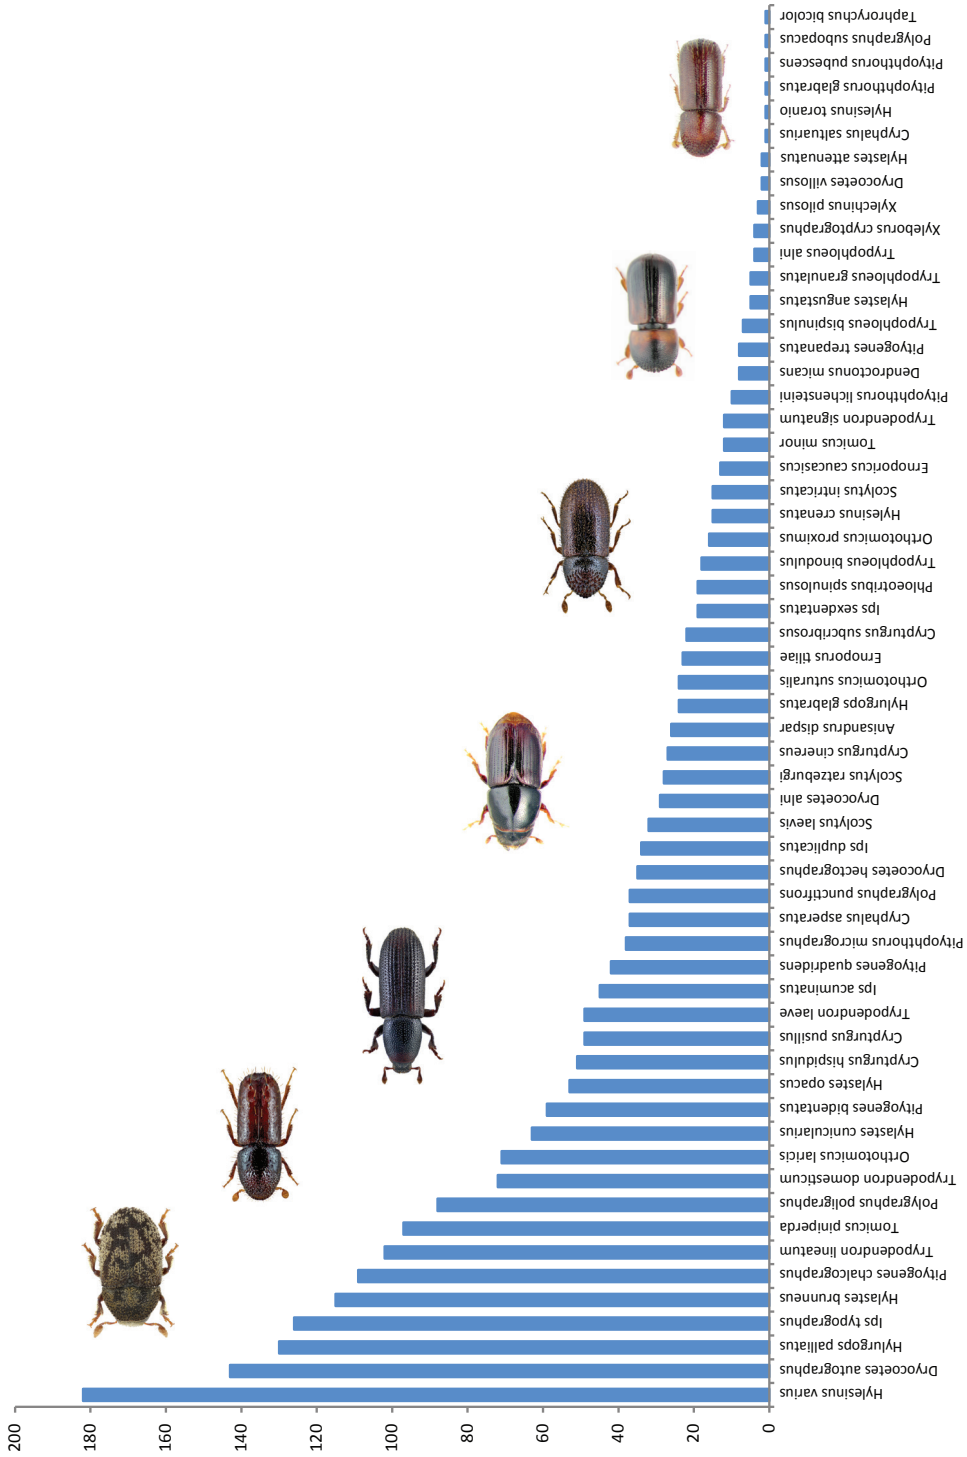 Taphrorychus bicolor
Polygraphus subopacus
Pityophthorus pubescens
Pityophthorus glabratus
Hylesinus toranio
Cryphalus saltuarius
Hylastes attenuatus
Dryocoetes villosus
Xylechinus pilosus
Xyleborus cryptographus
Trypophloeus alni
Trypophloeus granulatus
Hylastes angustatus
Trypophloeus bispinulus
Pityogenes trepanatus
Dendroctonus micans
Pityophthorus lichensteini
Trypodendron signatum
Tomicus minor
Ernoporicus caucasicus
Scolytus intricatus
Hylesinus crenatus
Orthotomicus proximus
Trypophloeus binodulus
Phloeotribus spinulosus
Ips sexdentatus
Crypturgus subcribrosus
Ernoporus tiliae
Orthotomicus suturalis
Hylurgops glabratus
Anisandrus dispar
Crypturgus cinereus
Scolytus ratzeburgi
Dryocoetes alni
Scolytus laevis
Ips duplicatus
Dryocoetes hectographus
Polygraphus punctifrons
Cryphalus asperatus
Pityophthorus micrographus
Pityogenes quadridens
Ips acuminatus
Trypodendron laeve
Crypturgus pusillus
Crypturgus hispidulus
Hylastes opacus
Pityogenes bidentatus
Hylastes cunicularius
Orthotomicus laricis
Trypodendron domesticum
Polygraphus poligraphus
Tomicus piniperda
Trypodendron lineatum
Pityogenes chalcographus
Hylastes brunneus
Ips typographus
Hylurgops palliatus
Dryocoetes autographus
Hylesinus varius
200
180
160
140
120
100
80
60
40
20
0